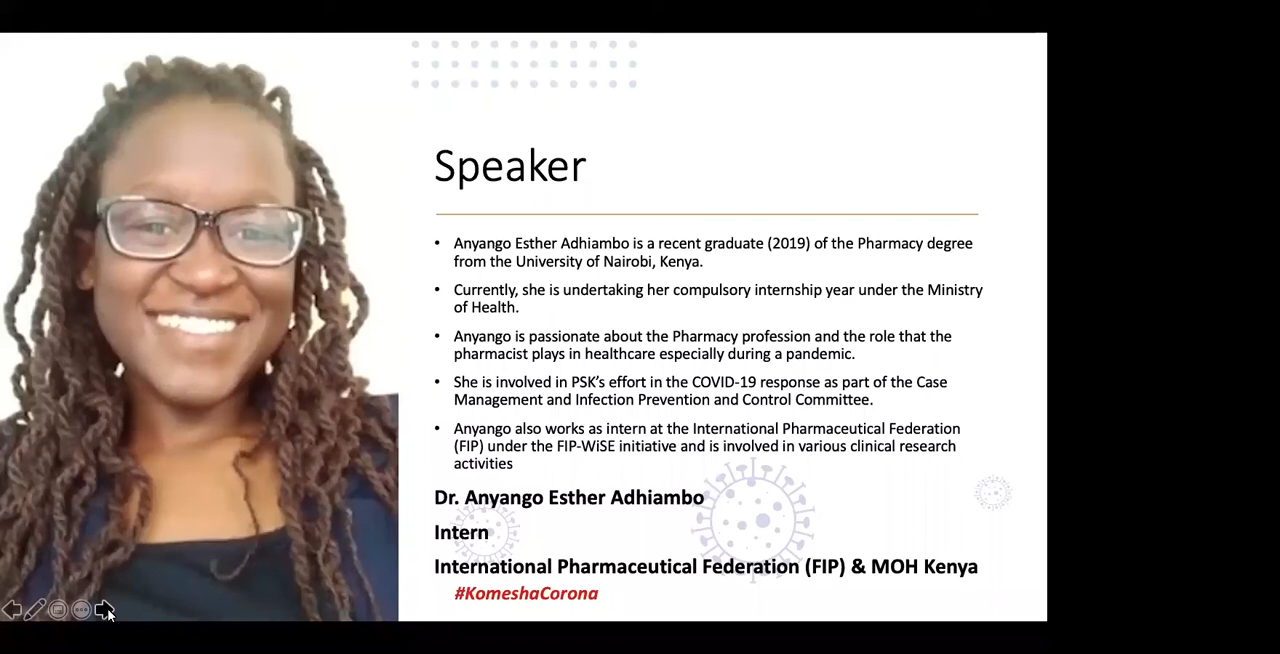 Speaker
• Anyango Esther Adhiambo is a recent graduate (2019) of the Pharmacy degree
from the University of Nairobi, Kenya.
• Currently, she is undertaking her compulsory internship year under the Ministry
of Health.
• Anyango is passionate about the Pharmacy profession and the role that the
pharmacist plays in healthcare especially during a pandemic.
• She is involved in PSK’s effort in the COVID-19 response as part of the Case
Management and Infection Prevention and Control Committee.
• Anyango also works as intern at the International Pharmaceutical Federation
(FIP) under the FIP-WiSE initiative and is involved in various clinical research
activities
Dr. Anyango Esther Adhiambo
Intern
International Pharmaceutical Federation (FIP) & MOH Kenya
#KomeshaCorona